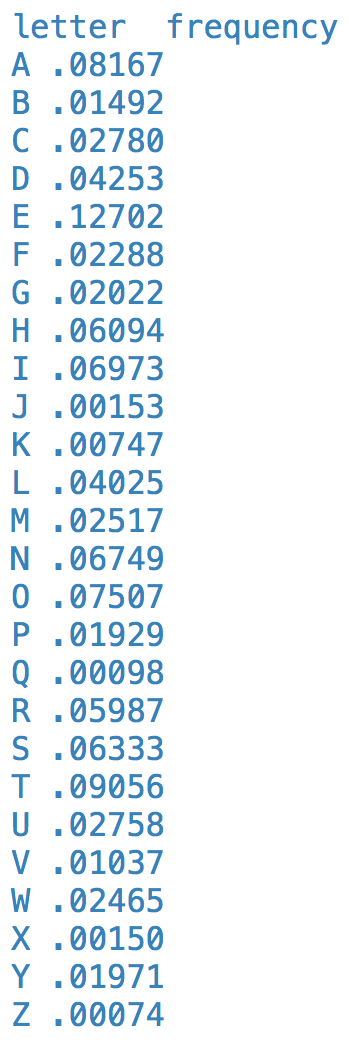 letter  frequency
A .08167
B .01492
C .02780
D .04253
E .12702
F .02288
G .02022
H .06094
I .06973
J .00153
K .00747
L .04025
M .02517
N .06749
O .07507
P .01929
Q .00098
R .05987
S .06333
T .09056
U .02758
V .01037
W .02465
X .00150
Y .01971
Z .00074